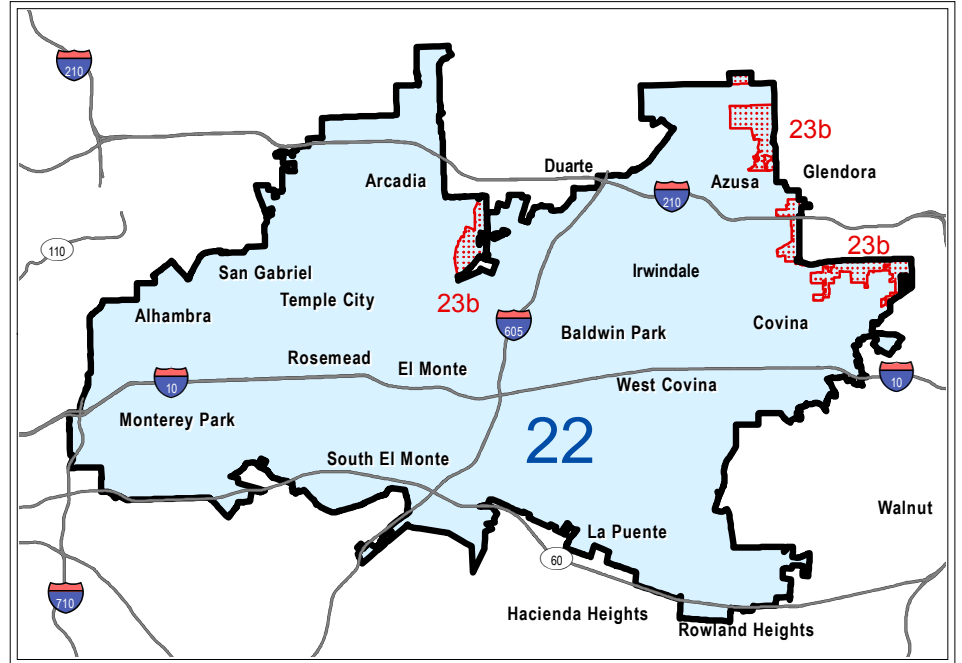 210
23b
Duarte
Glendora
Arcadia
Azusa
210
110
23b
San Gabriel
Irwindale
Temple City
23b
Alhambra
605
Covina
Baldwin Park
Rosemead
El Monte
10
West Covina
10
Monterey Park
22
South El Monte
Walnut
La Puente
60
710
Hacienda Heights
Rowland Heights